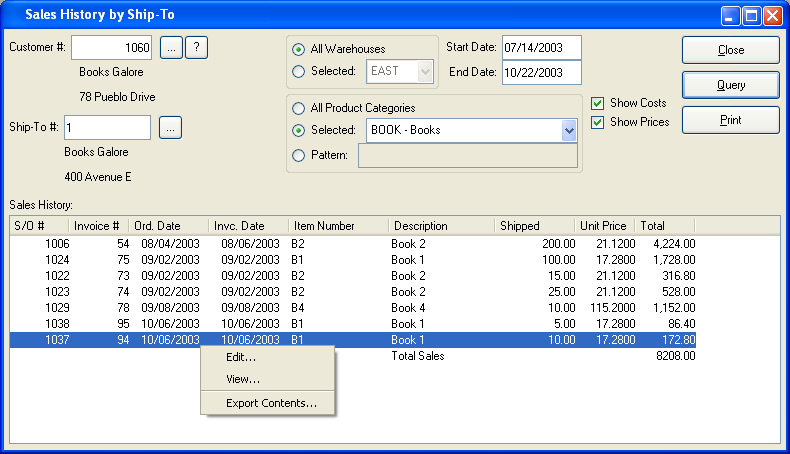 Sales History by Ship-To
Customer #: 1060 ... ?
Books Galore
78 Pueblo Drive
Ship-To #: 1 ...
Books Galore
400 Avenue E
All Warehouses
Selected: EAST
Start Date: 07/14/2003
End Date: 10/22/2003
All Product Categories
Selected: BOOK - Books
Pattern:
Show Costs
Show Prices
Close
Query
Print
Sales History:
S/O # Invoice # Ord. Date Invc. Date Item Number Description Shipped Unit Price Total
1006 54 08/04/2003 08/06/2003 B2 Book 2 200.00 21.1200 4,224.00
1024 75 09/02/2003 09/02/2003 B1 Book 1 100.00 17.2800 1,728.00
1022 73 09/02/2003 09/02/2003 B2 Book 2 15.00 21.1200 316.80
1023 74 09/02/2003 09/02/2003 B2 Book 2 25.00 21.1200 528.00
1029 78 09/08/2003 09/08/2003 B4 Book 4 10.00 115.2000 1,152.00
1038 95 10/06/2003 10/06/2003 B1 Book 1 5.00 17.2800 86.40
1037 94 10/06/2003 10/06/2003 B1 Book 1 10.00 17.2800 172.80
Total Sales 8208.00
Edit...
View...
Export Contents...